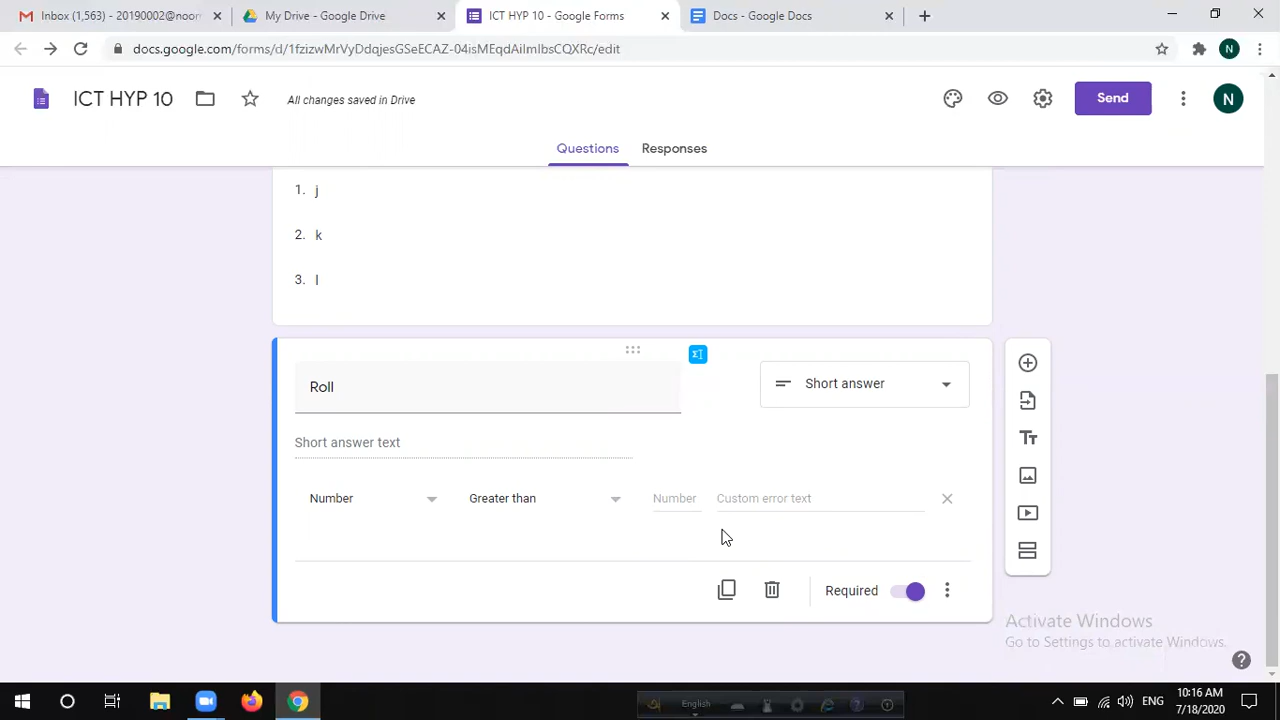 Inbox (1,563) - 20190002@noor
My Drive - Google Drive
ICT HYP 10 - Google Forms
Docs - Google Docs
docs.google.com/forms/d/1fzizwMrVyDdqjesGSeECAZ-04isMEqdAilmIbsCQXRc/edit
N
ICT HYP 10
All changes saved in Drive
Send
N
Questions
Responses
1. j
2. k
3. l
Roll
Short answer
Short answer text
Number
Greater than
Number
Custom error text
Required
Activate Windows
Go to Settings to activate Windows.
English
ENG
10:16 AM
7/18/2020